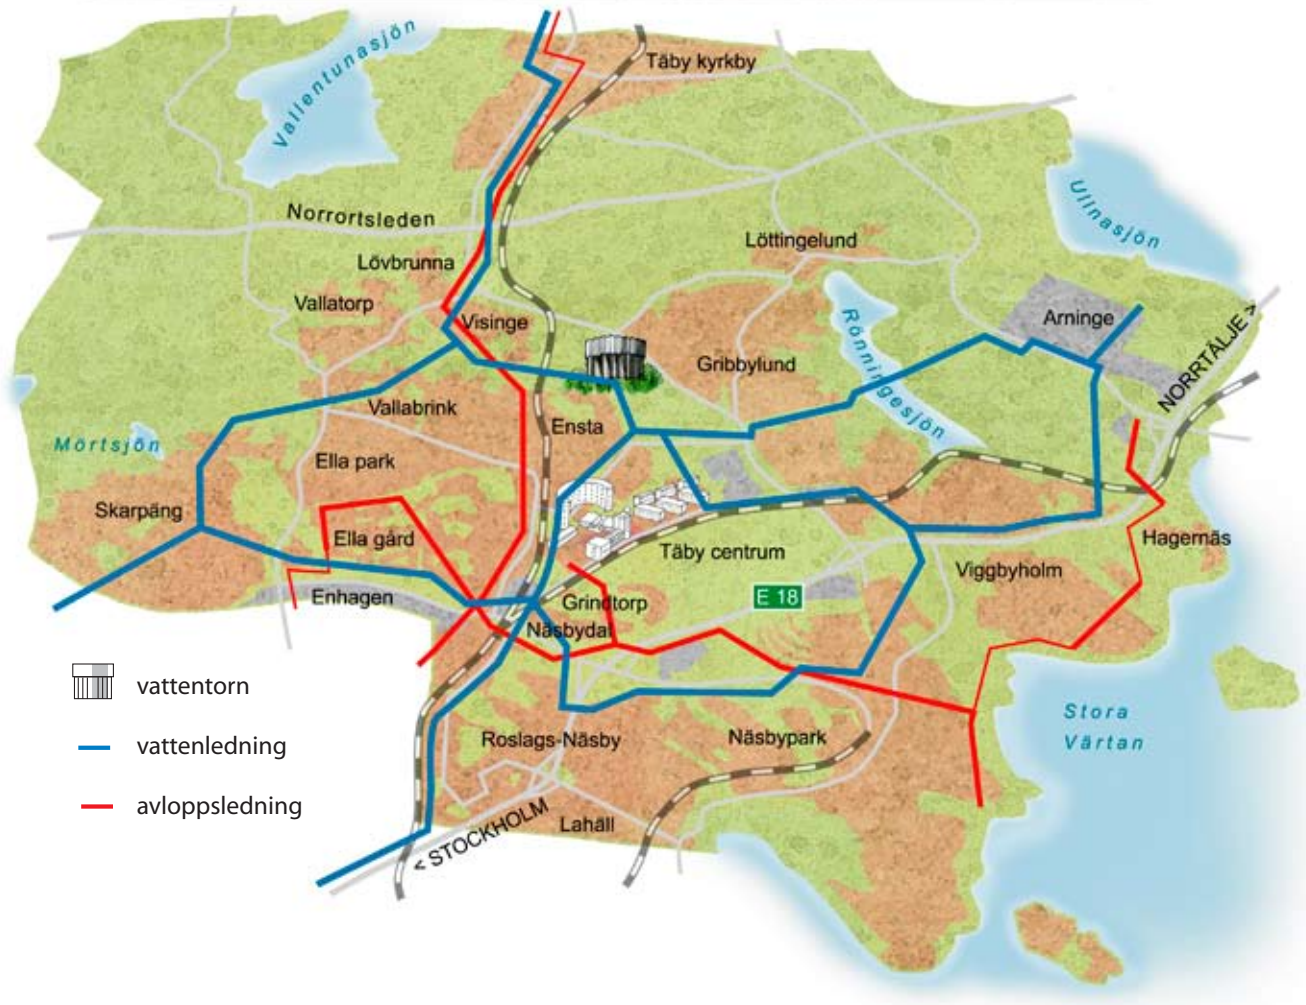 Täby kyrkby
Vallentunasjön
Ullnasjön
Norrortsleden
Löttingelund
Lövbrunna
Vallatorp
Visinge
Arninge
NORRTÄLJE >
Rönningesjön
Gribbylund
Vallabrink
Ensta
Mörtsjön
Ella park
Skarpäng
Ella gård
Täby centrum
Hagernäs
Viggbyholm
Enhagen
Grindtorp
E 18
Näsbydal
vattentorn
Stora
Värtan
Roslags-Näsby
Näsbypark
vattenledning
avloppsledning
< STOCKHOLM
Lahäll